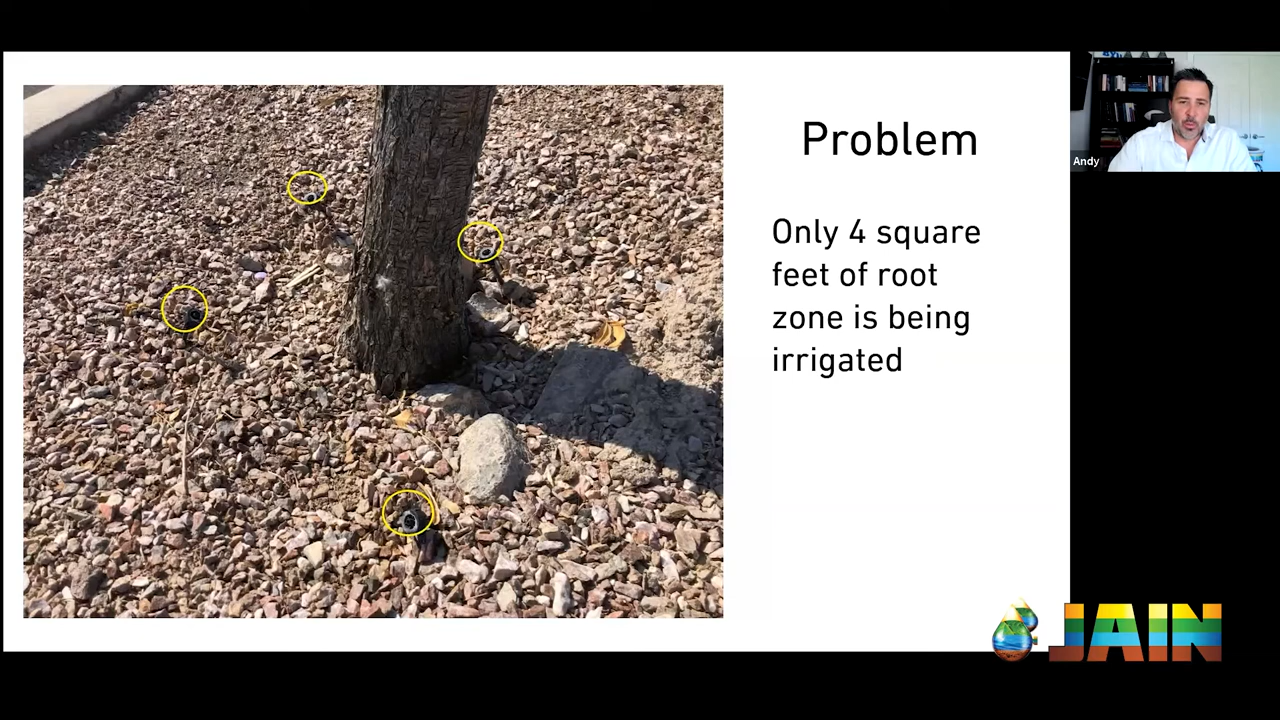 Problem
Only 4 square
feet of root
zone is being
irrigated
Andy
JAIN